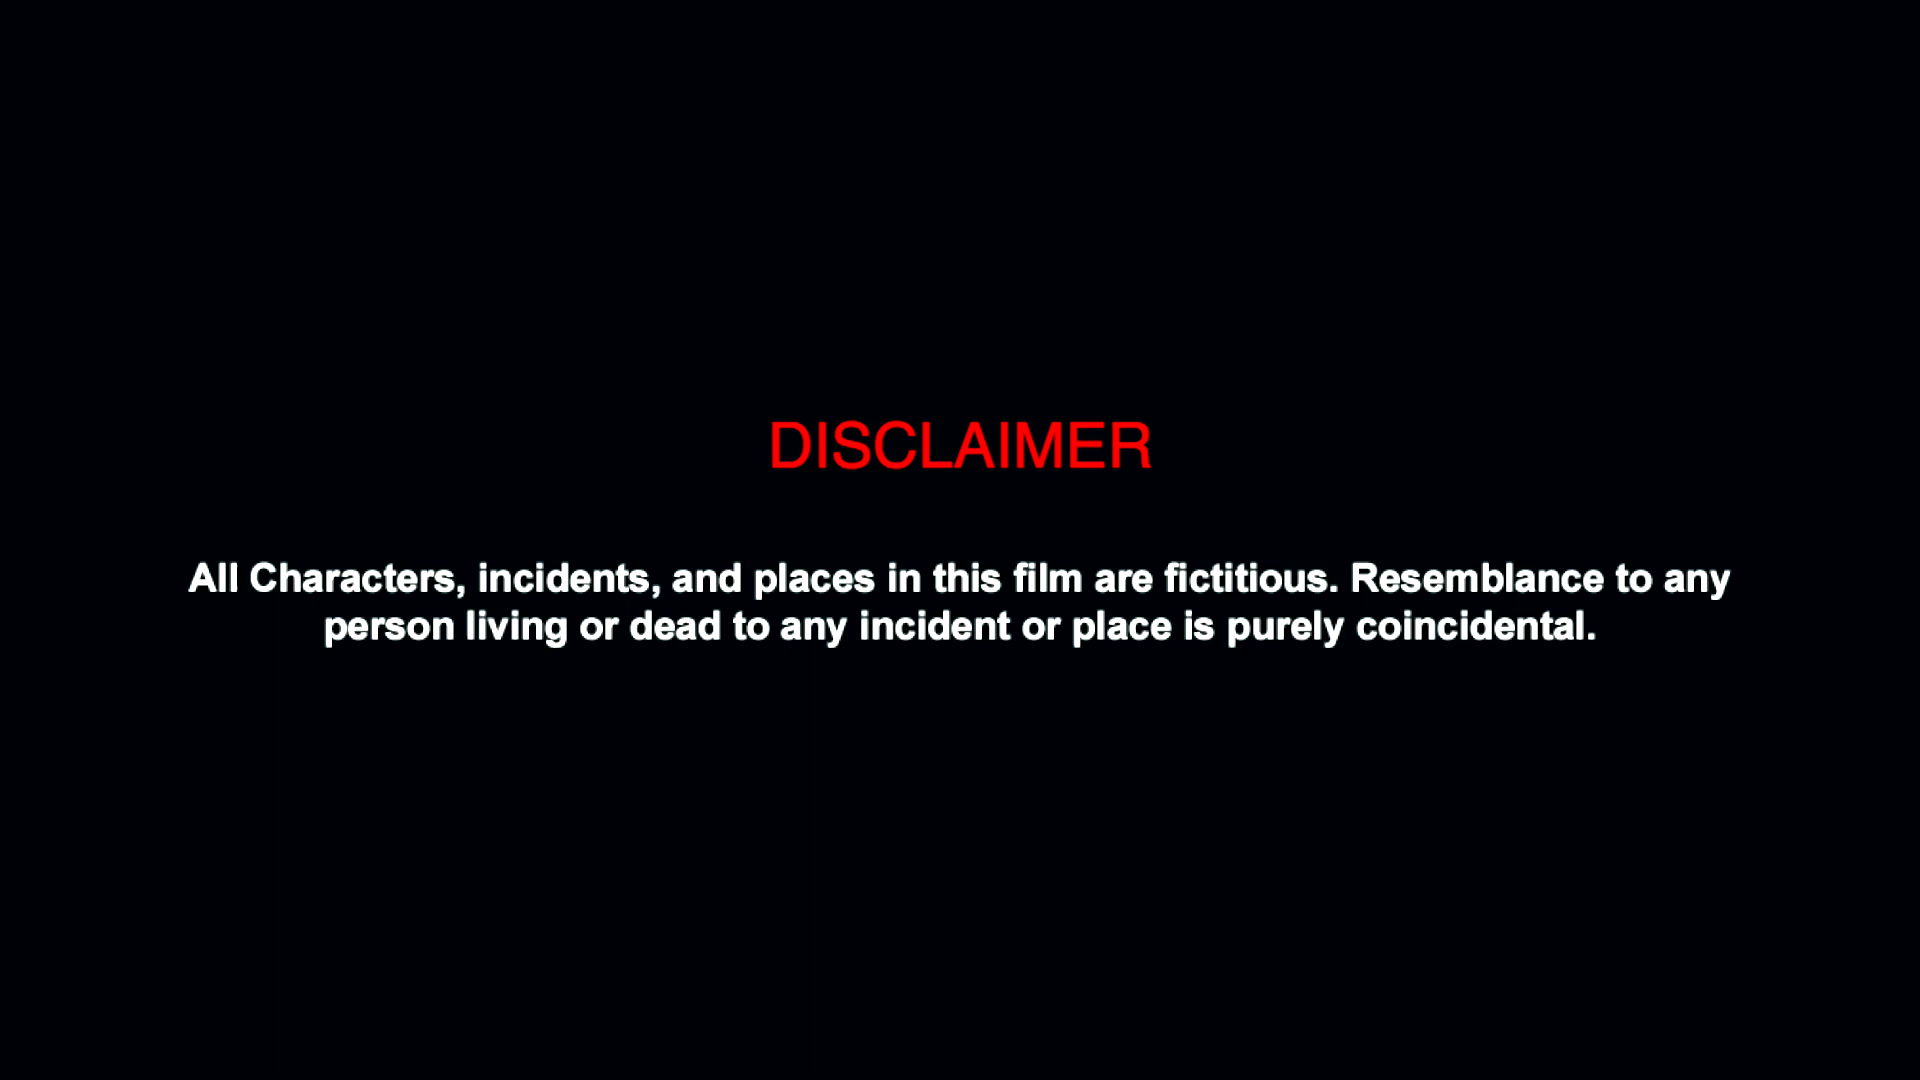 DISCLAIMER
All Characters, incidents, and places in this film are fictitious. Resemblance to any
person living or dead to any incident or place is purely coincidental.